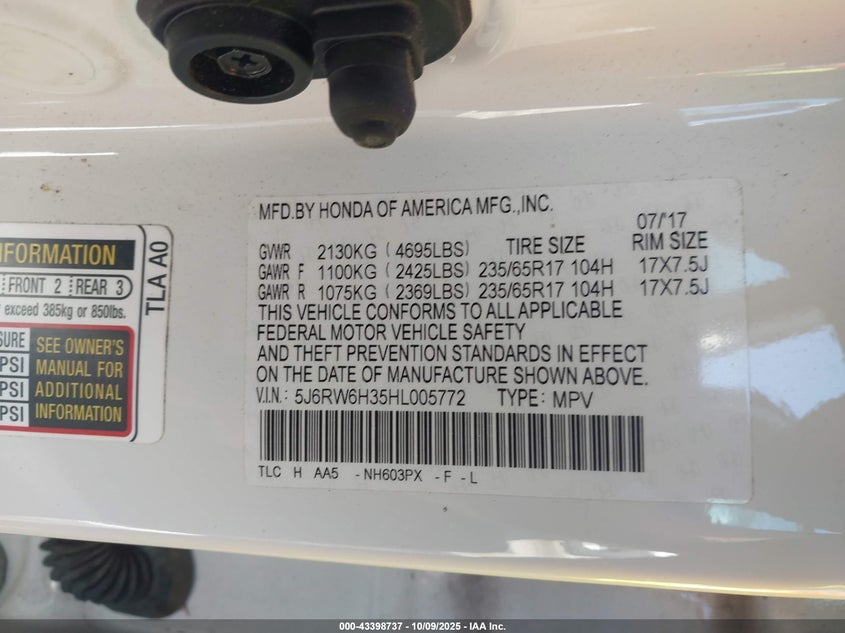 NFORMATION
FRONT 2 REAR 3
exceed 385kg or 850lbs.
SURE
PSI
PSI
PSI
SEE OWNER'S
MANUAL FOR
ADDITIONAL
INFORMATION
TLA A0
MFD.BY HONDA OF AMERICA MFG.,INC.
07/'17
GVWR 2130KG (4695LBS) TIRE SIZE RIM SIZE
GAWR F 1100KG (2425LBS) 235/65R17 104H 17X7.5J
GAWR R 1075KG (2369LBS) 235/65R17 104H 17X7.5J
THIS VEHICLE CONFORMS TO ALL APPLICABLE
FEDERAL MOTOR VEHICLE SAFETY
AND THEFT PREVENTION STANDARDS IN EFFECT
ON THE DATE OF MANUFACTURE SHOWN ABOVE.
V.I.N.: 5J6RW6H35HL005772 TYPE: MPV
TLC H AA5 -NH603PX -F -L
000-43398737 - 10/09/2025 - IAA Inc.